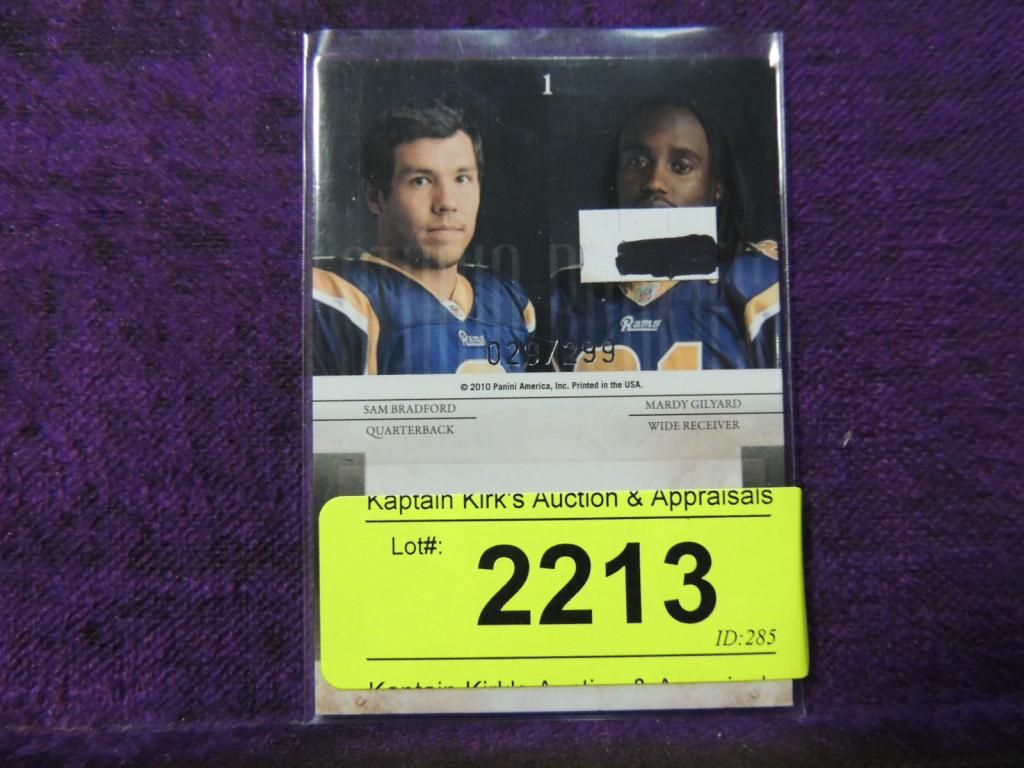 1
Rams
Rams
029/299
© 2010 Panini America, Inc. Printed in the USA.
SAM BRADFORD
QUARTERBACK
MARDY GILYARD
WIDE RECEIVER
Kaptain Kirk's Auction & Appraisals
Lot#:
2213
ID:285